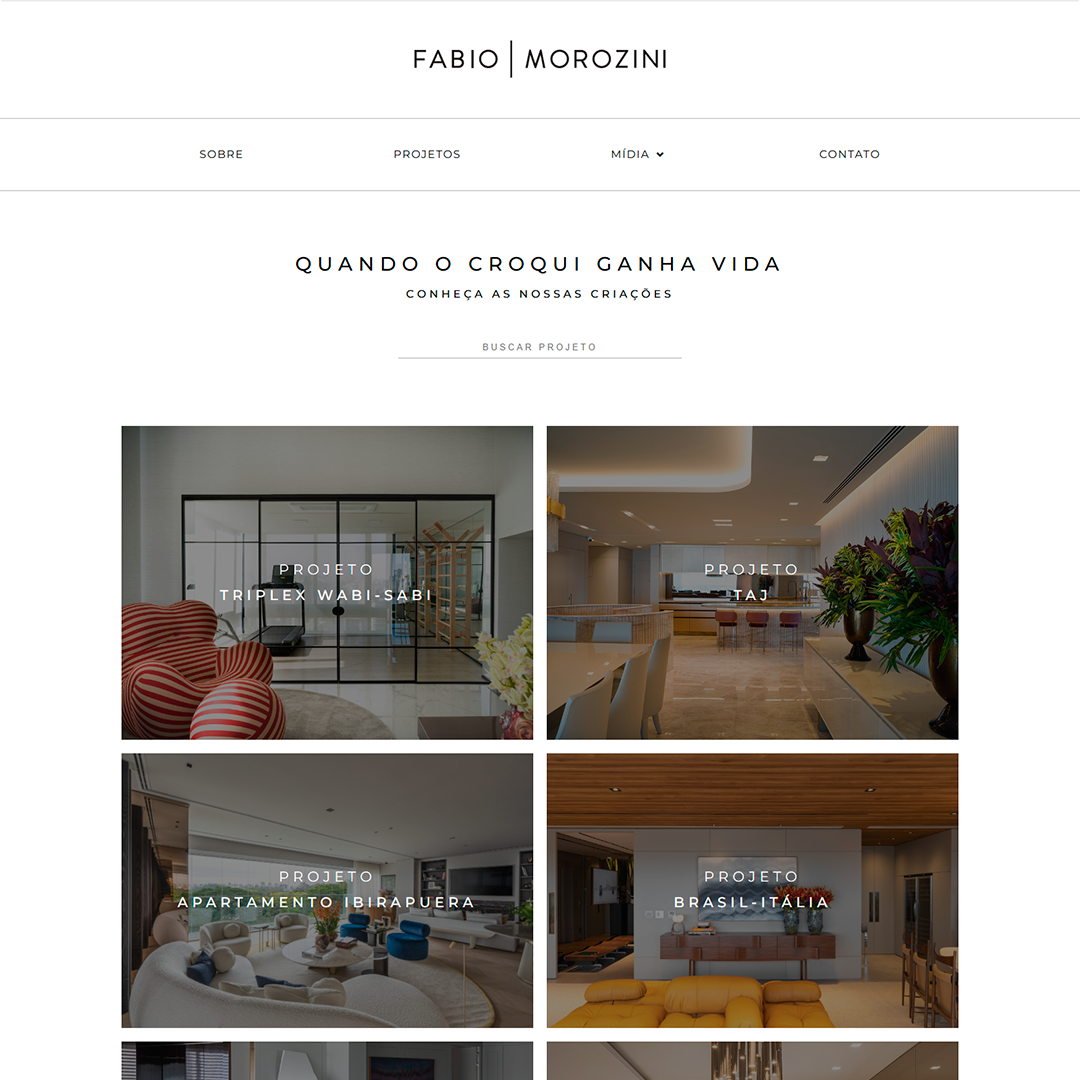 FABIO | MOROZINI
SOBRE
PROJETOS
MÍDIA
CONTATO
QUANDO O CROQUI GANHA VIDA
CONHEÇA AS NOSSAS CRIAÇÕES
BUSCAR PROJETO
PROJETO
TRIPLEX WABI-SABI
PROJETO
TAJ
PROJETO
APARTAMENTO IBIRAPUERA
PROJETO
BRASIL-ITÁLIA